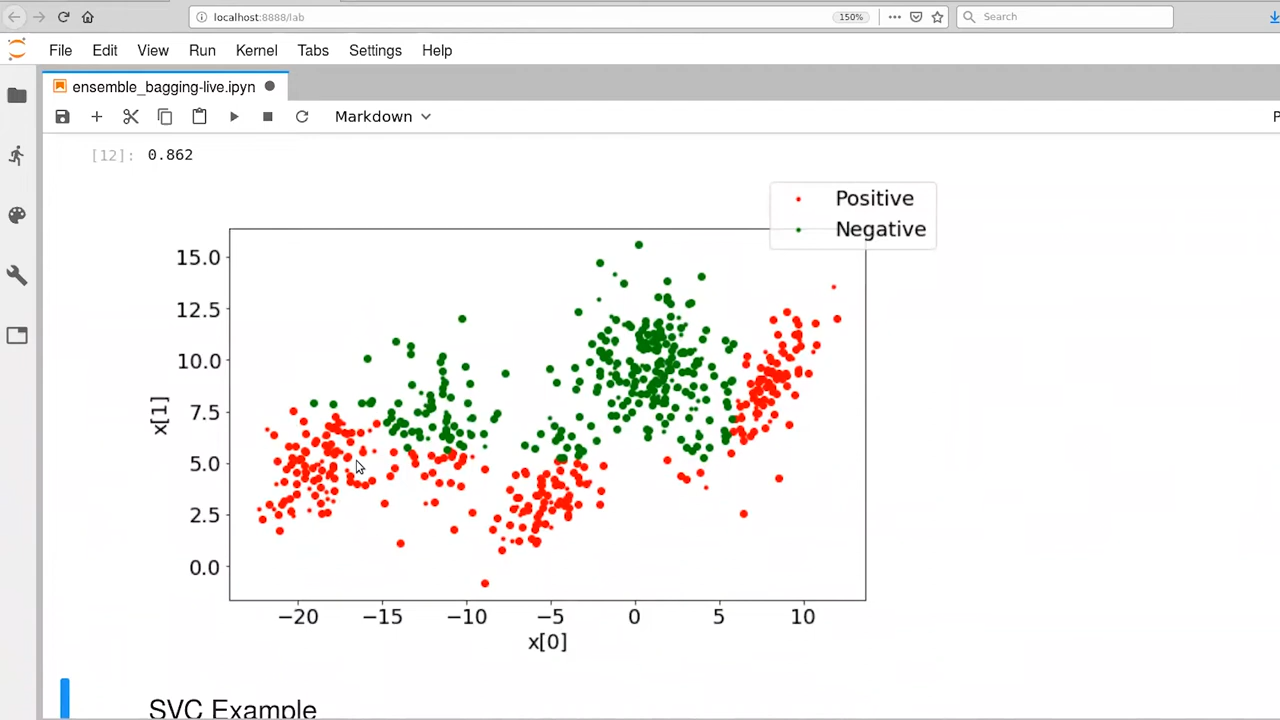 localhost:8888/lab
150%
Search
File Edit View Run Kernel Tabs Settings Help
ensemble_bagging-live.ipyn
Markdown
P
[12]: 0.862
Positive
Negative
15.0
12.5
10.0
7.5
5.0
2.5
0.0
x[1]
−20 −15 −10 −5 0 5 10
x[0]
SVC Example